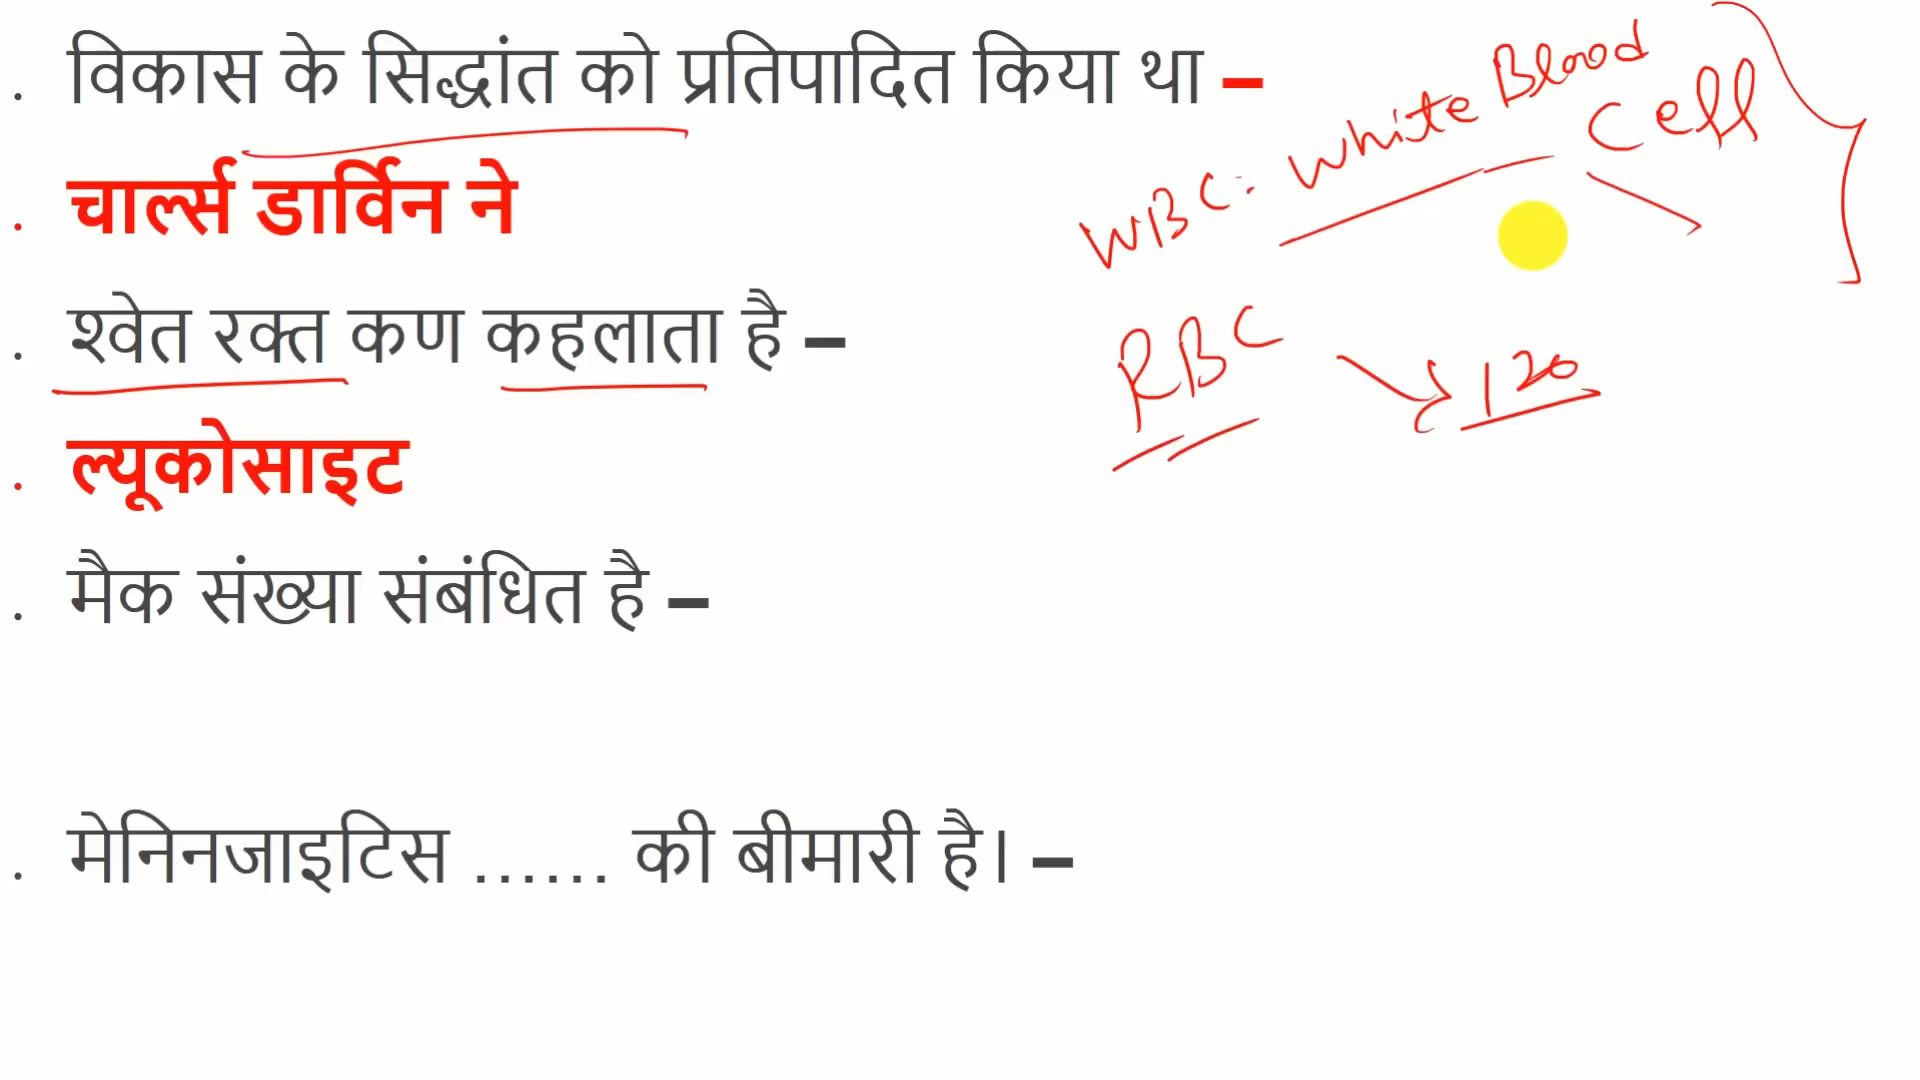 . विकास के सिद्धांत को प्रतिपादित किया था –
. चार्ल्स डार्विन ने
. श्वेत रक्त कण कहलाता है –
. ल्यूकोसाइट
. मैक संख्या संबंधित है –
. मेनिनजाइटिस ...... की बीमारी है। –
WBC: White Blood
Cell
RBC
120